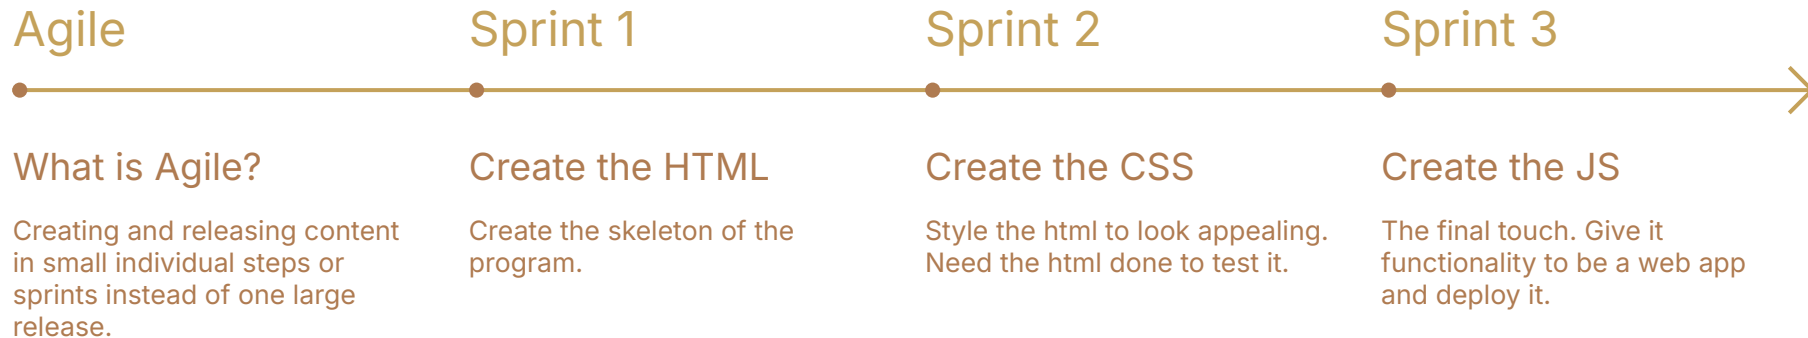 Agile
Sprint 1
Sprint 2
Sprint 3
What is Agile?
Creating and releasing content
in small individual steps or
sprints instead of one large
release.
Create the HTML
Create the skeleton of the
program.
Create the CSS
Style the html to look appealing.
Need the html done to test it.
Create the JS
The final touch. Give it
functionality to be a web app
and deploy it.